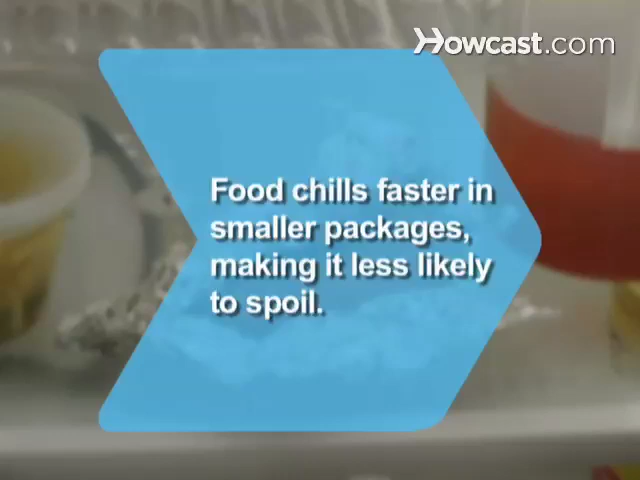 Howcast.com
Food chills faster in
smaller packages,
making it less likely
to spoil.